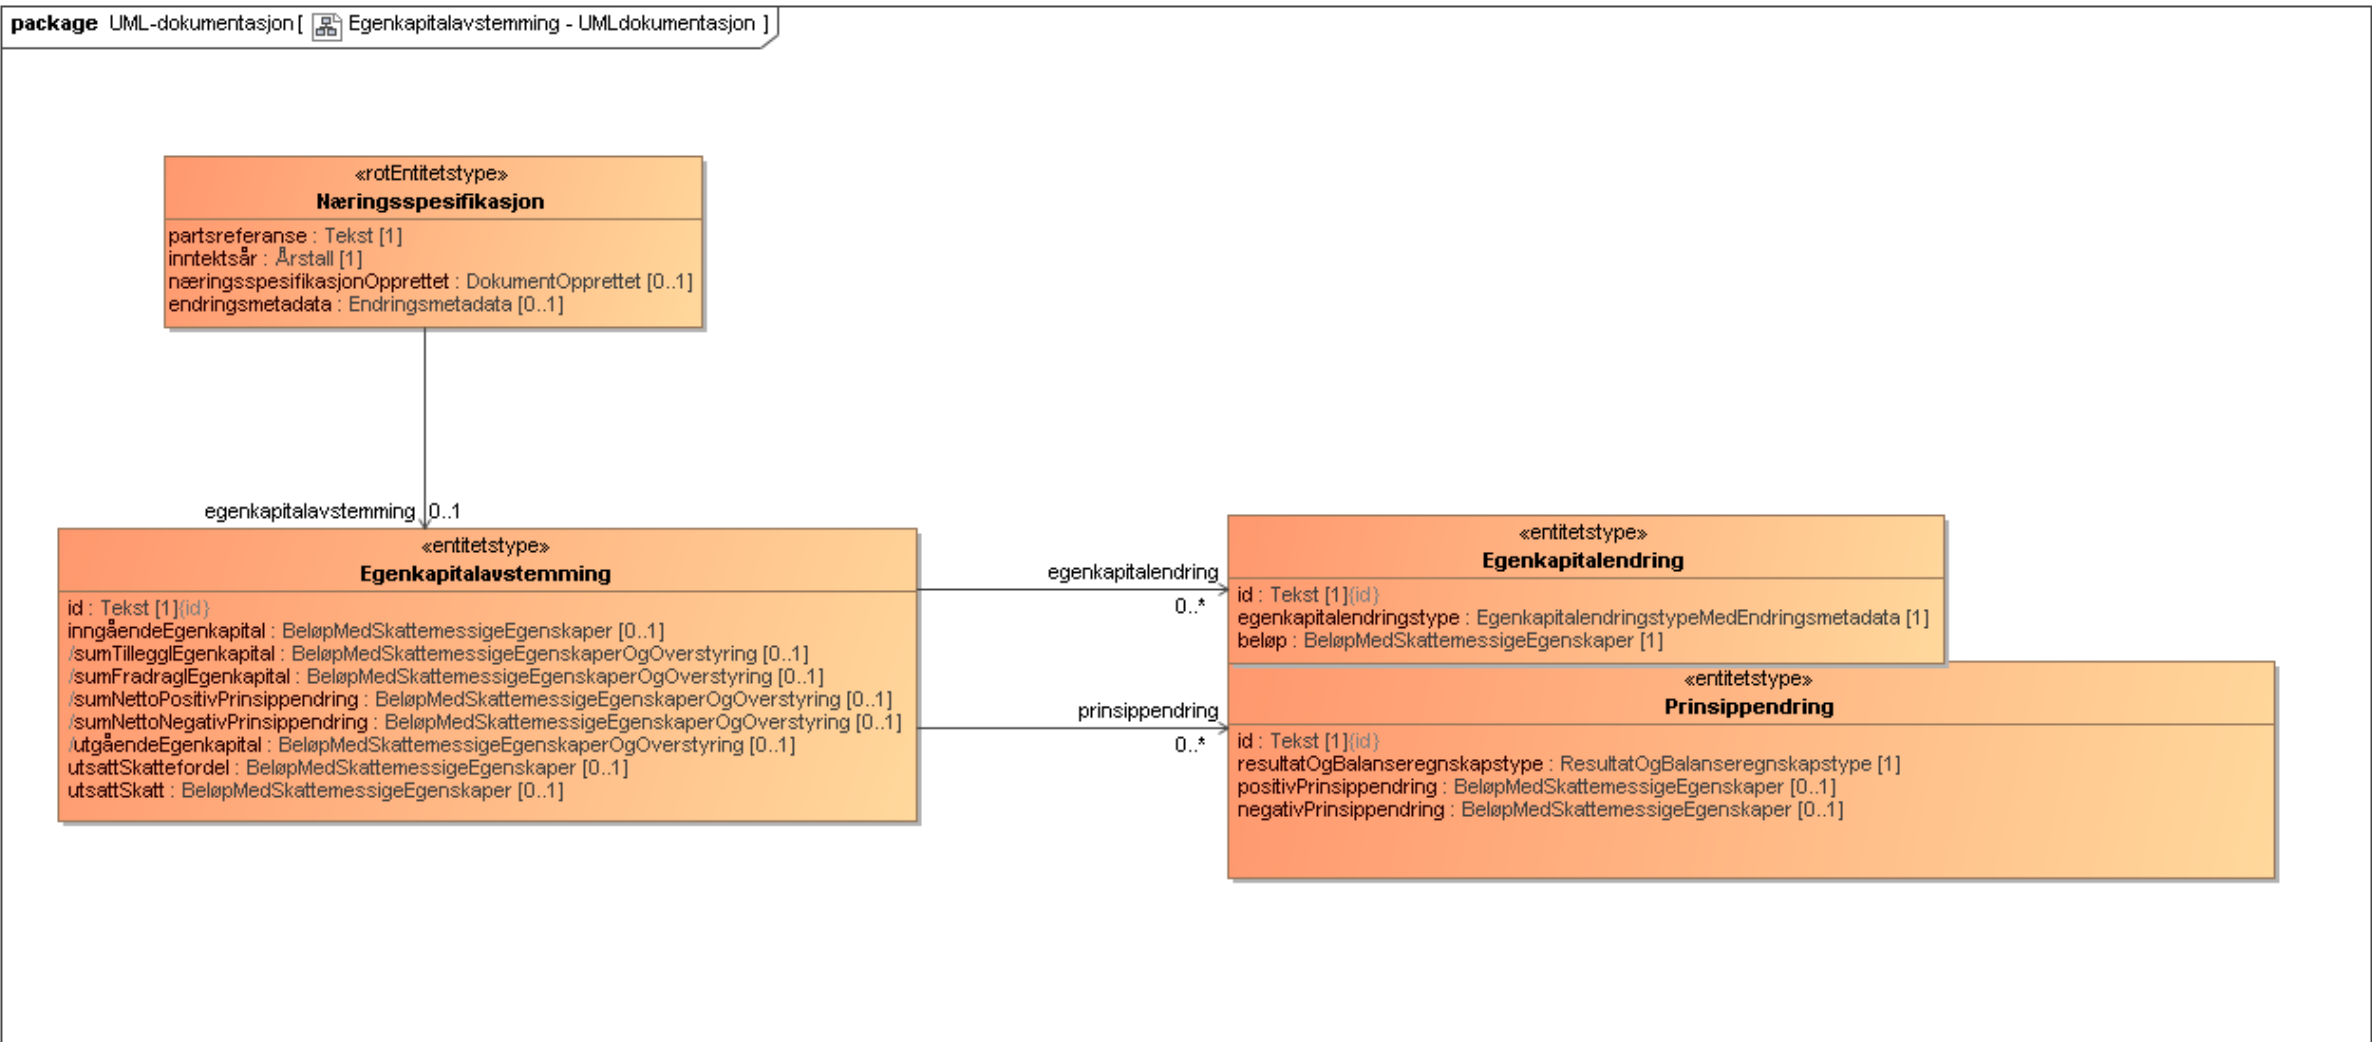 package UML-dokumentasjon [ Egenkapitalavstemming - UMLdokumentasjon ]
«rotEntitetstype»
Næringsspesifikasjon
partsreferanse : Tekst [1]
inntektsår : Årstall [1]
næringsspesifikasjonOpprettet : DokumentOpprettet [0..1]
endringsmetadata : Endringsmetadata [0..1]
egenkapitalavstemming 0..1
«entitetstype»
Egenkapitalavstemming
id : Tekst [1]{id}
inngåendeEgenkapital : BeløpMedSkattemessigeEgenskaper [0..1]
/sumTilleggIEgenkapital : BeløpMedSkattemessigeEgenskaperOgOverstyring [0..1]
/sumFradragIEgenkapital : BeløpMedSkattemessigeEgenskaperOgOverstyring [0..1]
/sumNettoPositivPrinsippendring : BeløpMedSkattemessigeEgenskaperOgOverstyring [0..1]
/sumNettoNegativPrinsippendring : BeløpMedSkattemessigeEgenskaperOgOverstyring [0..1]
/utgåendeEgenkapital : BeløpMedSkattemessigeEgenskaperOgOverstyring [0..1]
utsattSkattefordel : BeløpMedSkattemessigeEgenskaper [0..1]
utsattSkatt : BeløpMedSkattemessigeEgenskaper [0..1]
egenkapitalendring
0..*
prinsippendring
0..*
«entitetstype»
Egenkapitalendring
id : Tekst [1]{id}
egenkapitalendringstype : EgenkapitalendringstypeMedEndringsmetadata [1]
beløp : BeløpMedSkattemessigeEgenskaper [1]
«entitetstype»
Prinsippendring
id : Tekst [1]{id}
resultatOgBalanseregnskapstype : ResultatOgBalanseregnskapstype [1]
positivPrinsippendring : BeløpMedSkattemessigeEgenskaper [0..1]
negativPrinsippendring : BeløpMedSkattemessigeEgenskaper [0..1]